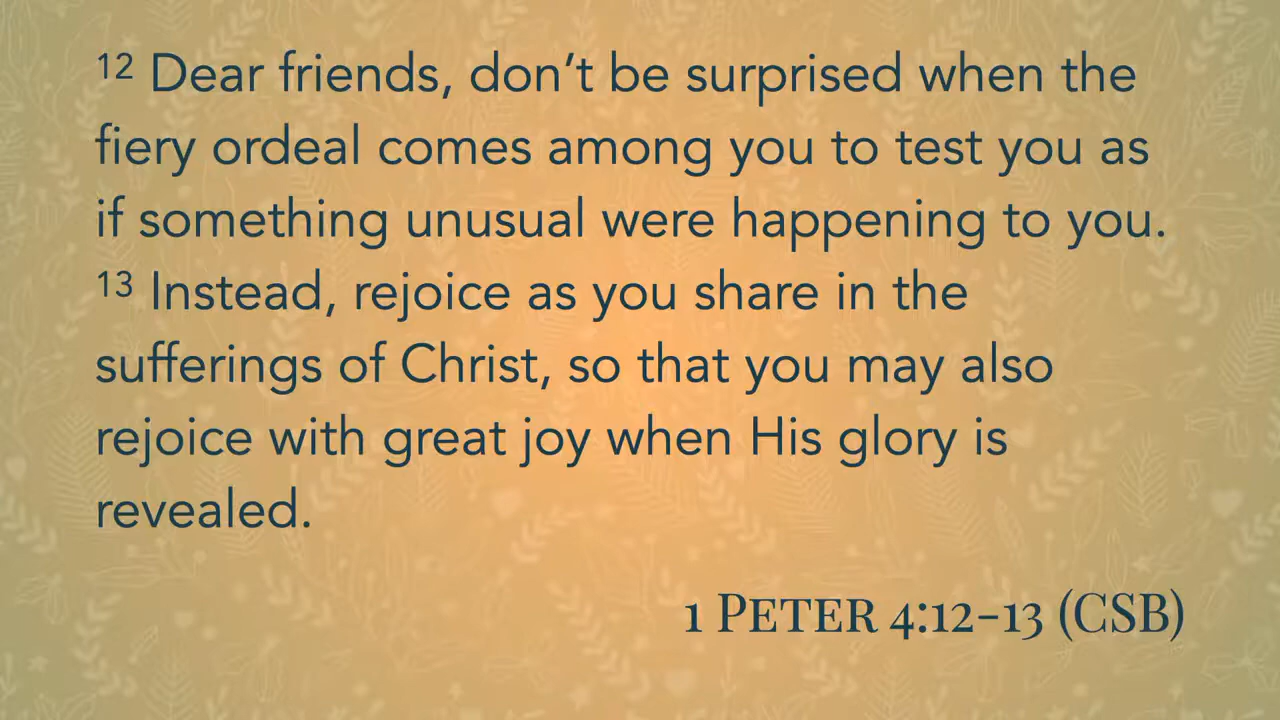 12 Dear friends, don’t be surprised when the
fiery ordeal comes among you to test you as
if something unusual were happening to you.
13 Instead, rejoice as you share in the
sufferings of Christ, so that you may also
rejoice with great joy when His glory is
revealed.
1 Peter 4:12–13 (CSB)